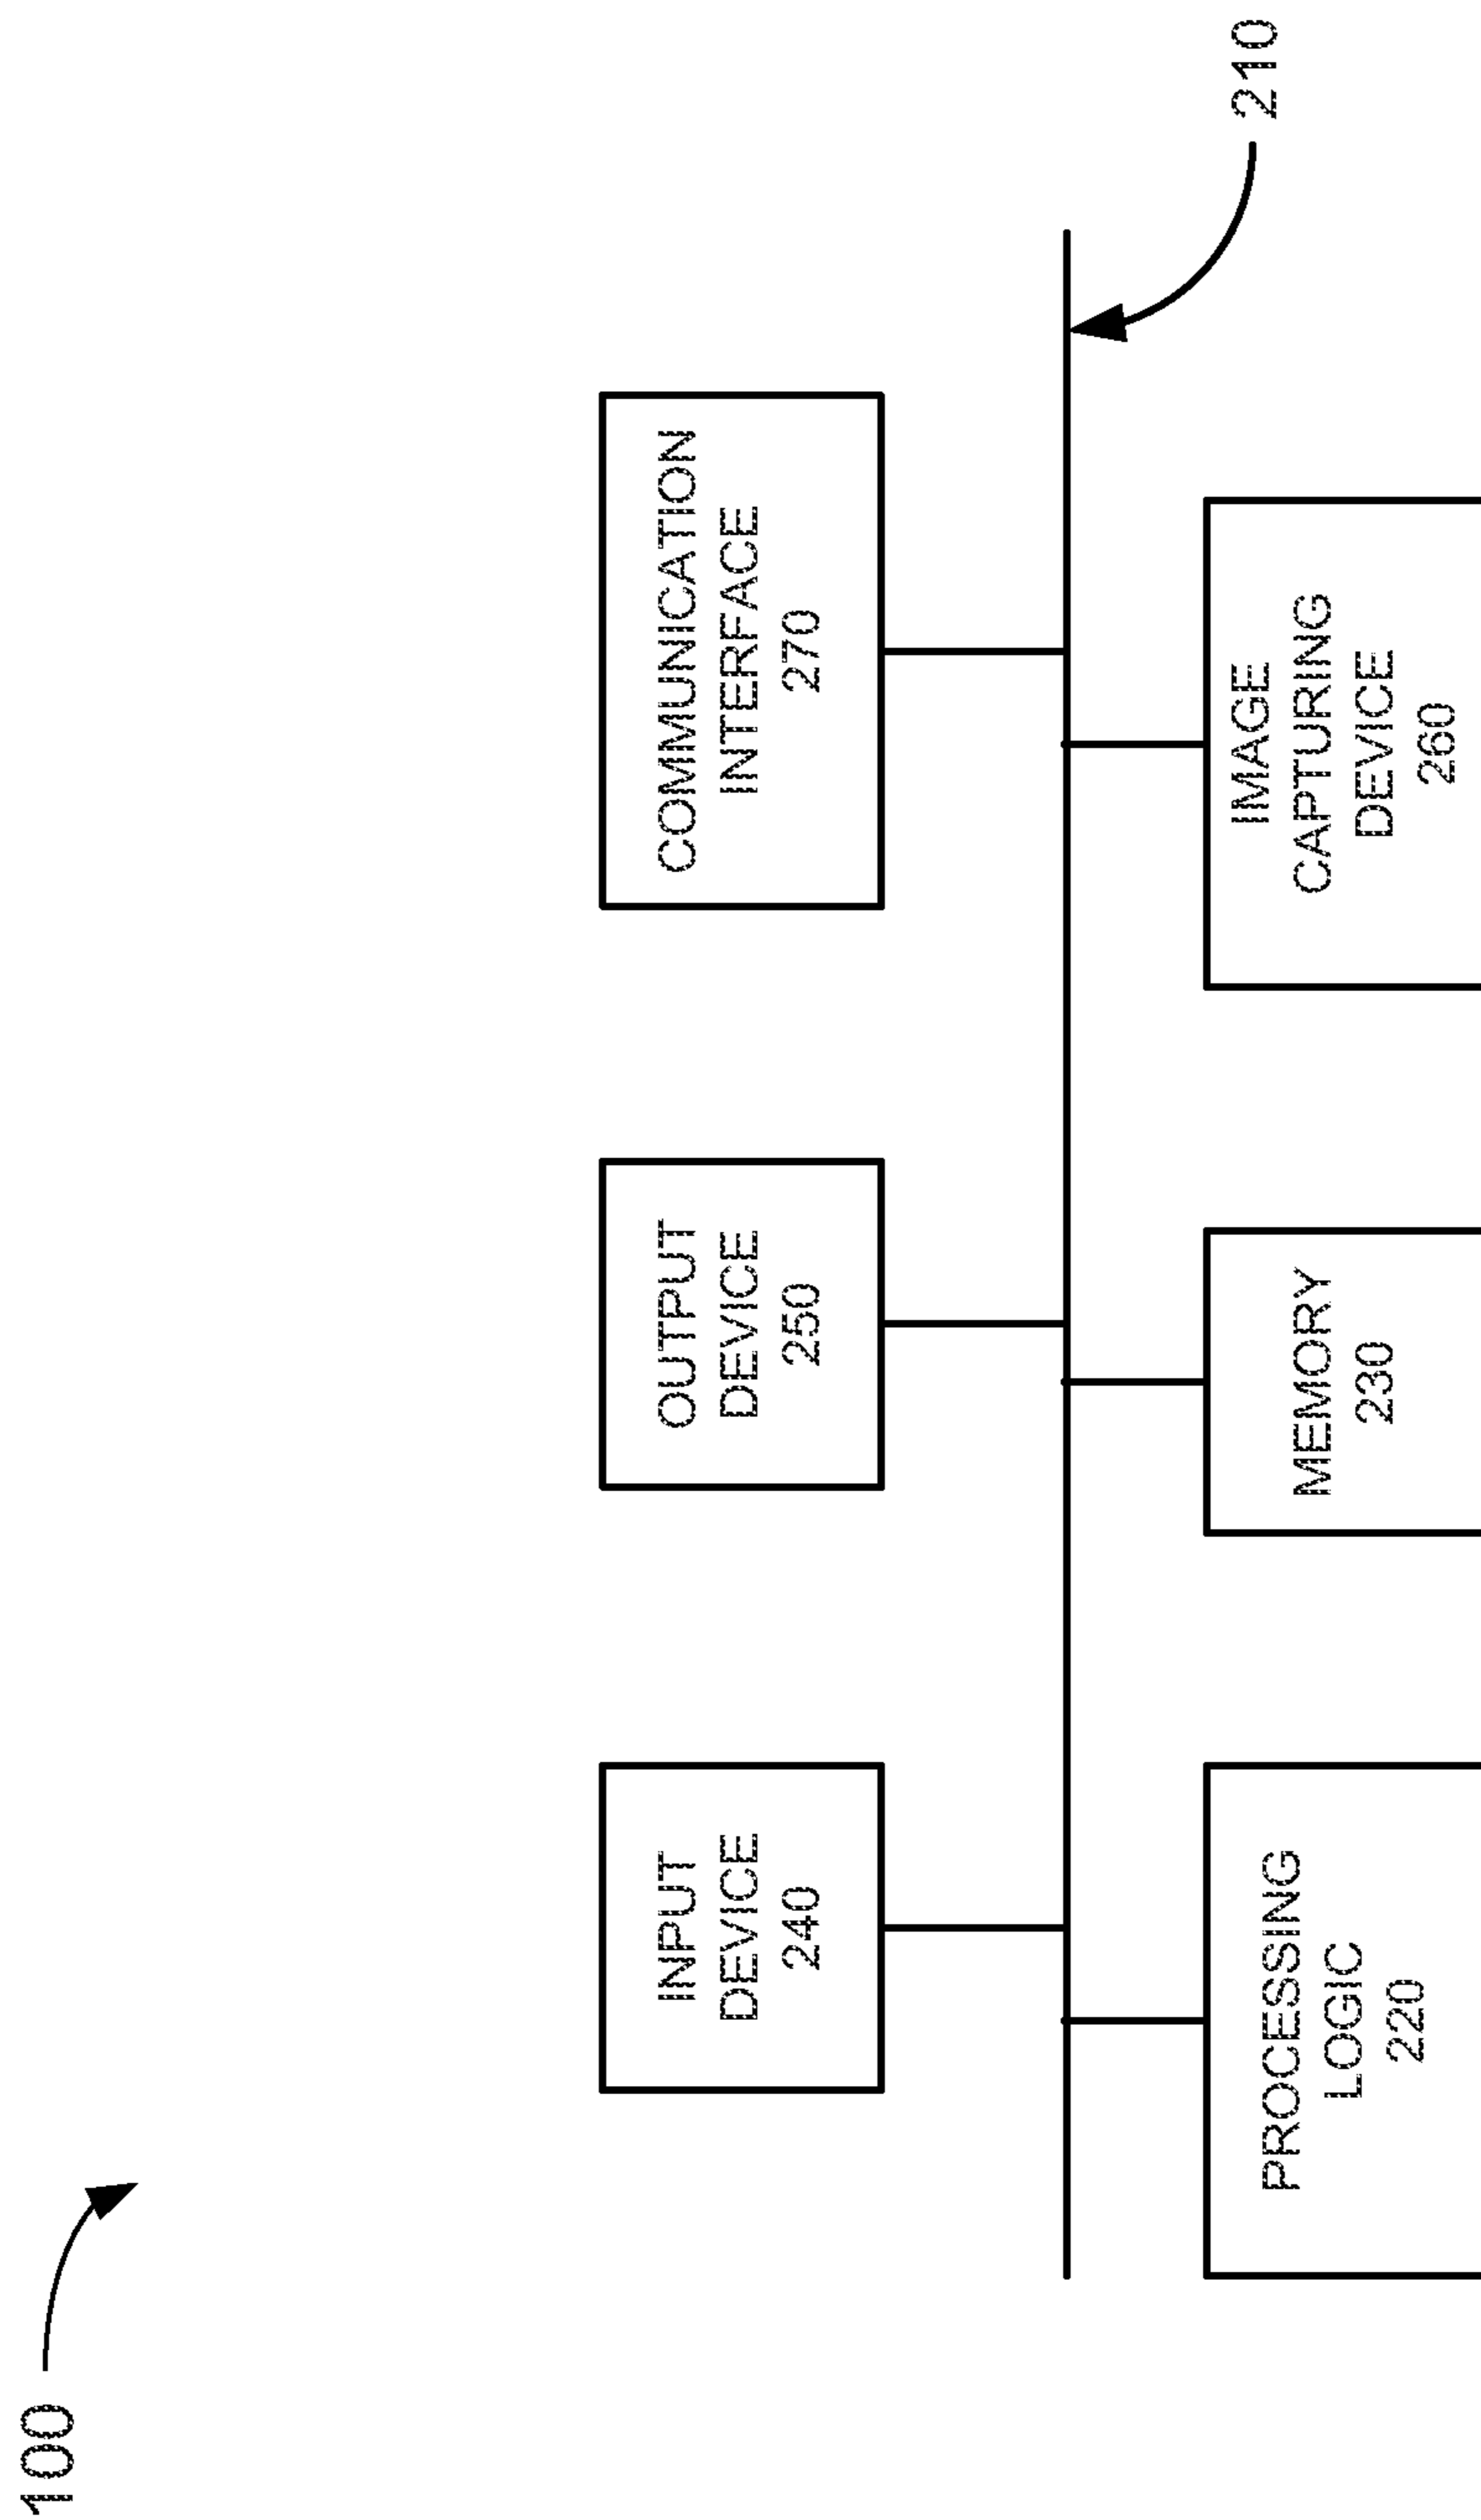 100
INPUT
DEVICE
240
OUTPUT
DEVICE
250
COMMUNICATION
INTERFACE
270
210
PROCESSING
LOGIC
220
MEMORY
230
IMAGE
CAPTURING
DEVICE
260